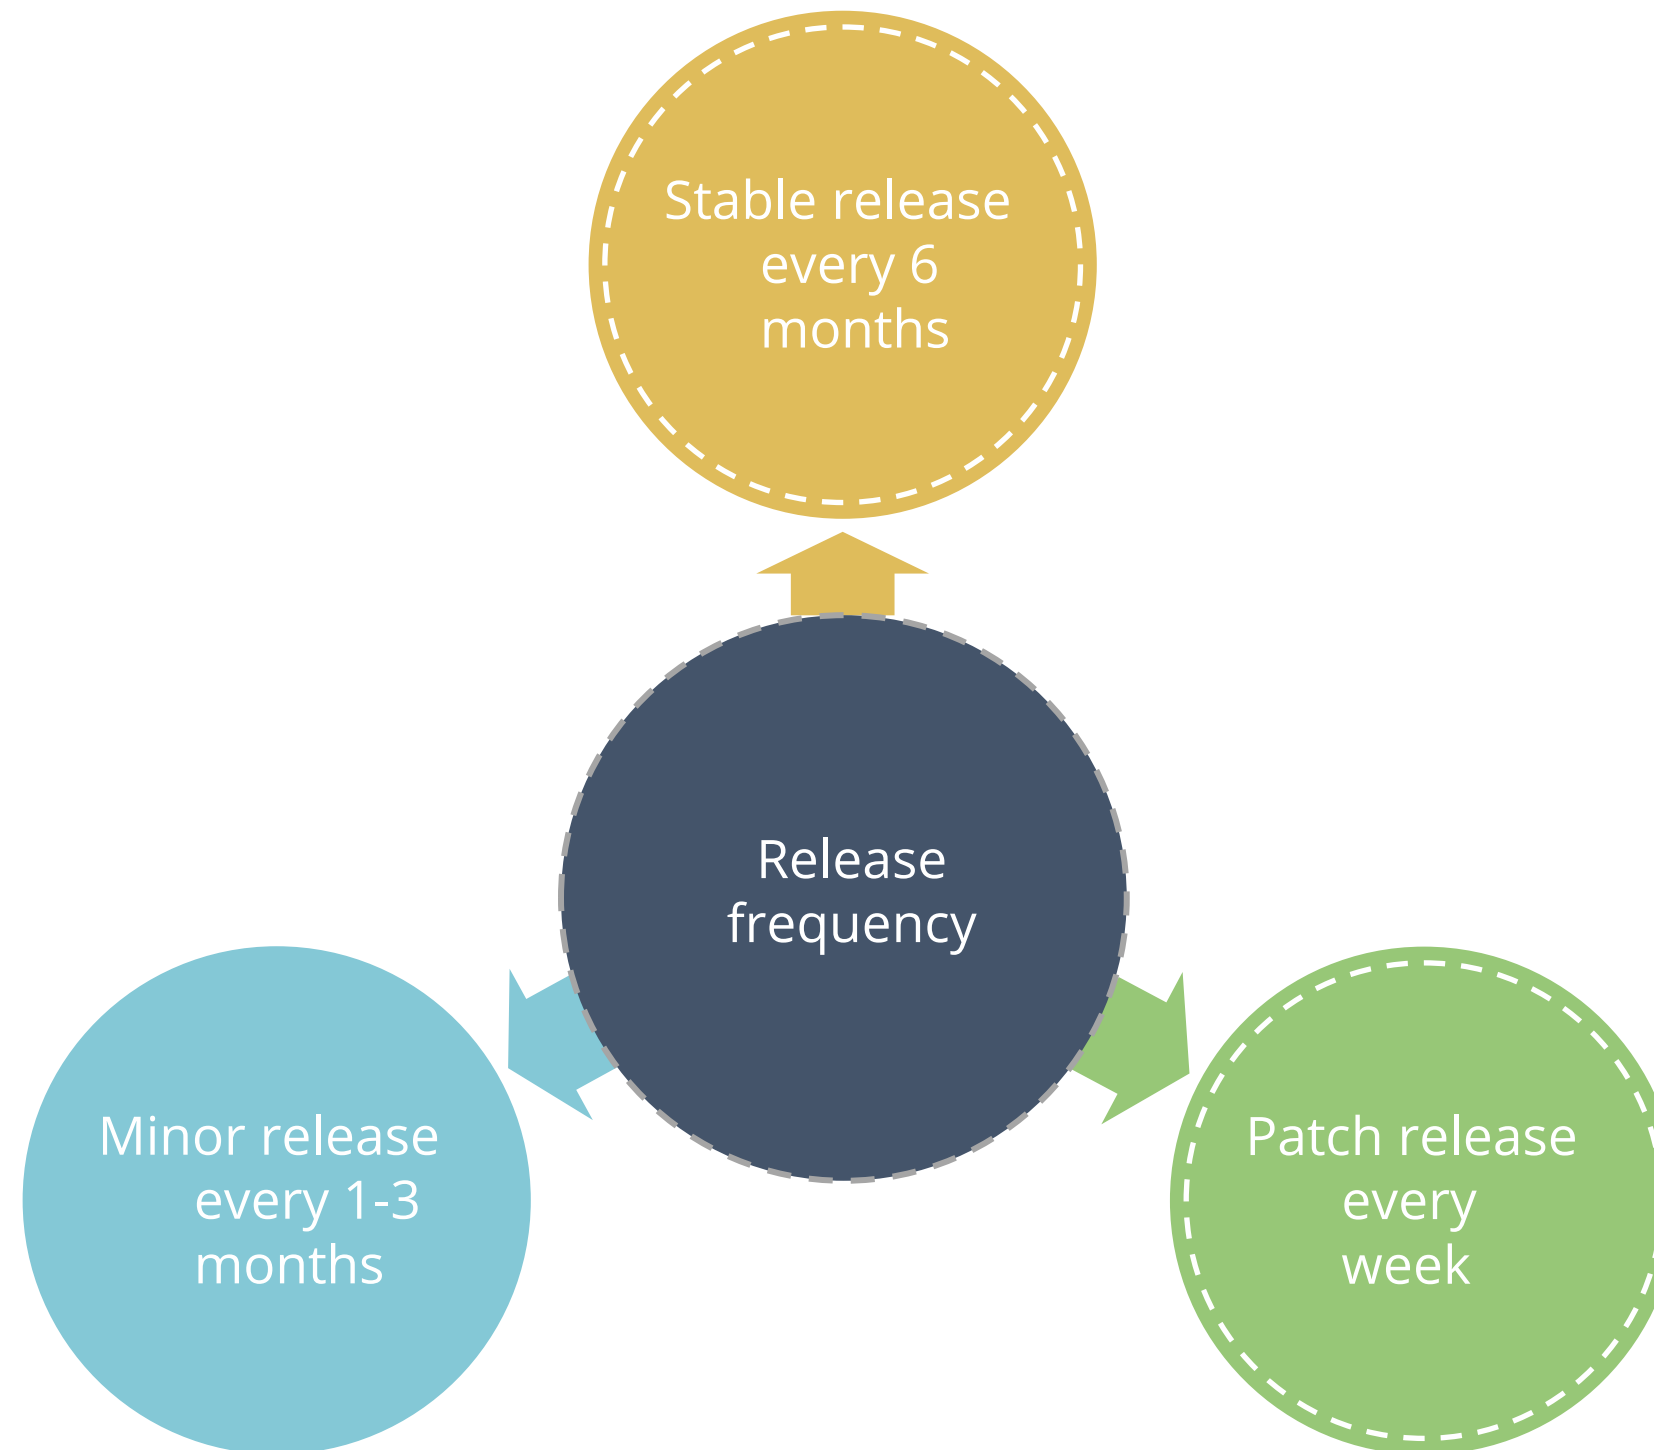 Stable release
every 6
months
Release
frequency
Minor release
every 1-3
months
Patch release
every
week